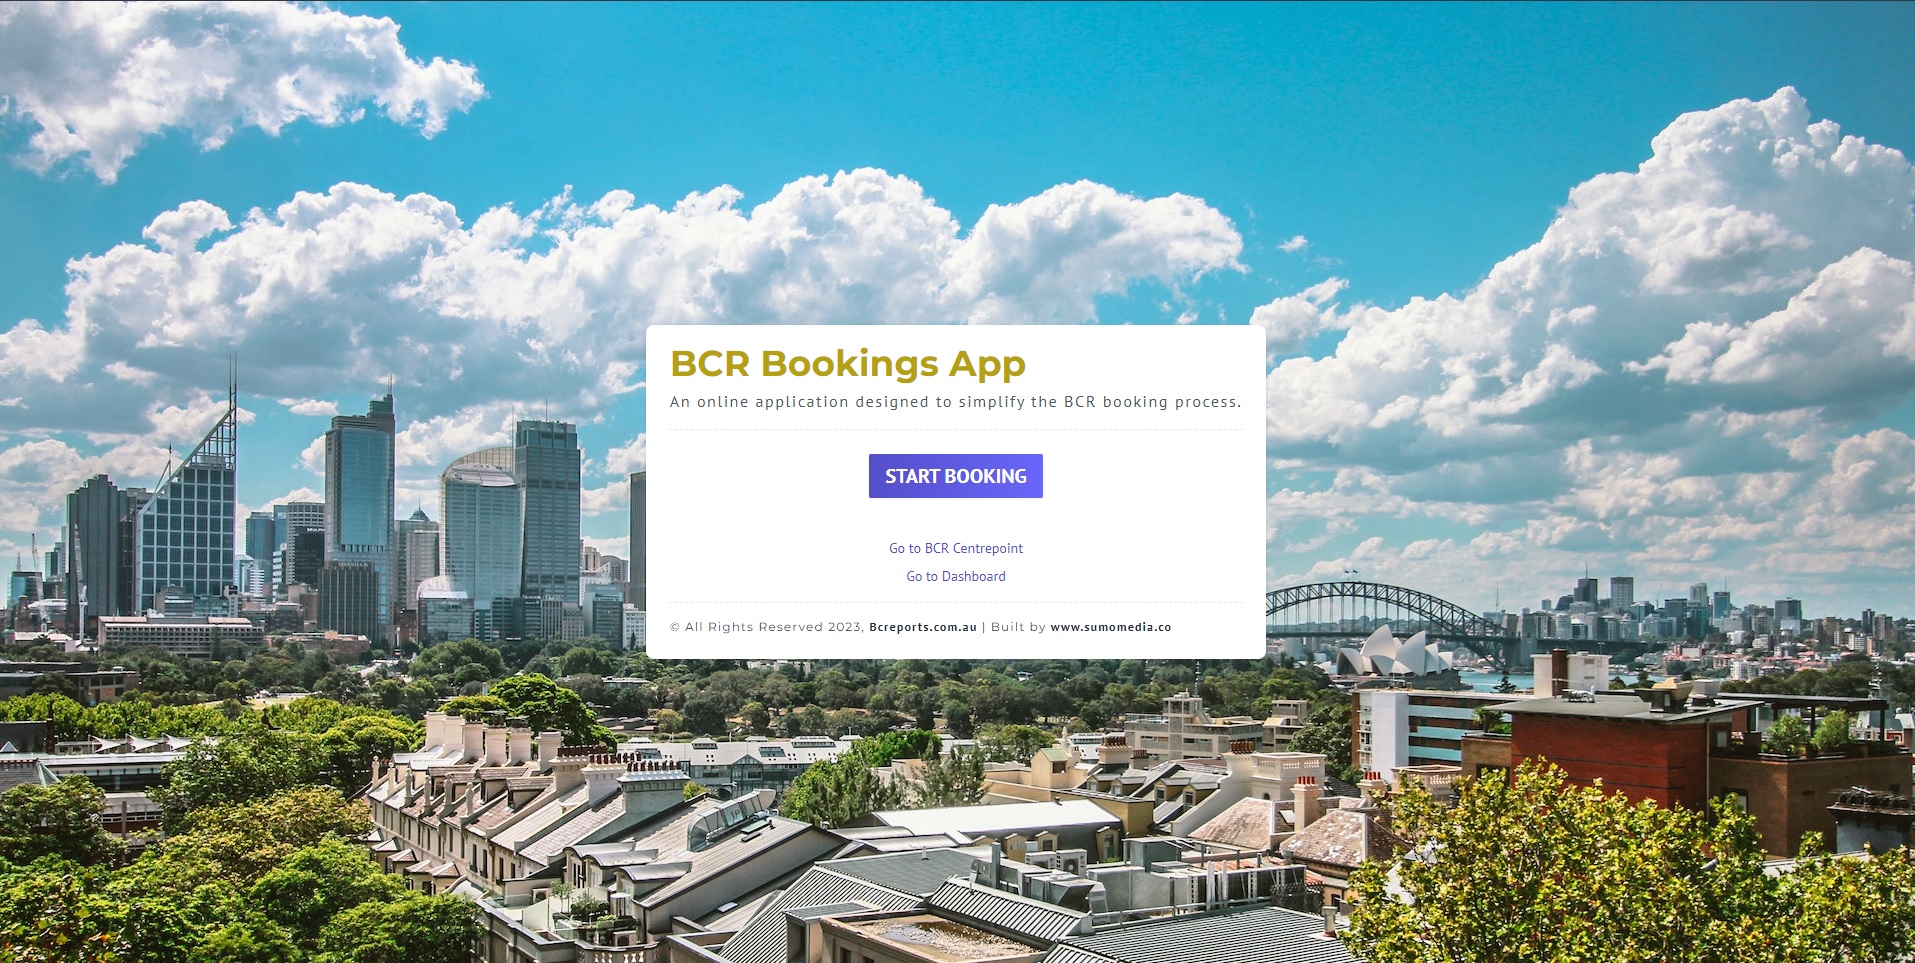 BCR Bookings App
An online application designed to simplify the BCR booking process.
START BOOKING
Go to BCR Centrepoint
Go to Dashboard
© All Rights Reserved 2023, Bcreports.com.au | Built by www.sumomedia.co